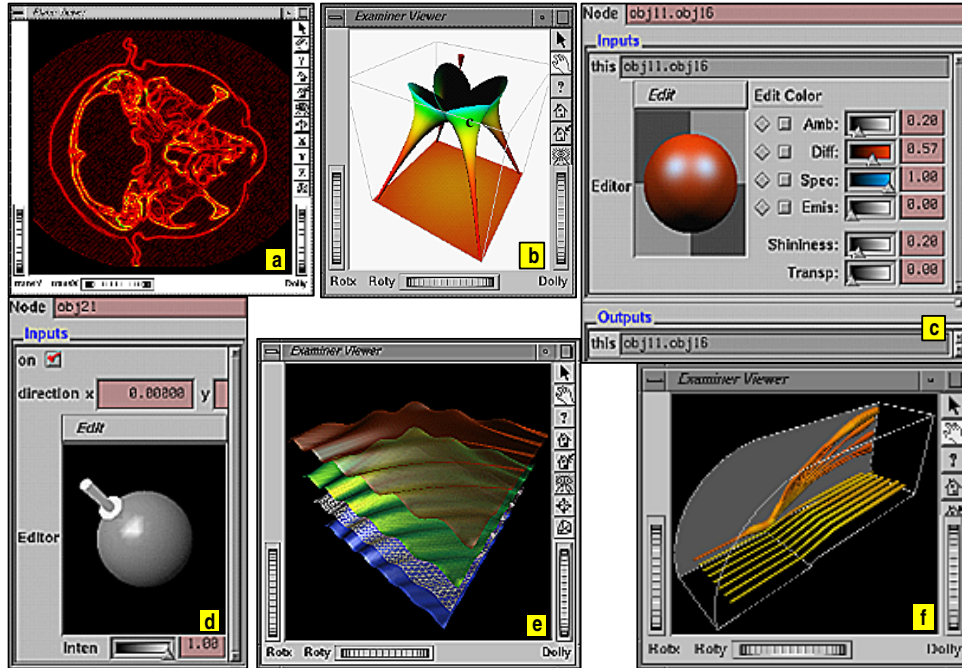 a
Dolly
Examiner Viewer
?
c
b
Rotx Roty Dolly
Node obj11.obj16
Inputs
this obj11.obj16
Edit Edit Color
Amb: 0.20
Diff: 0.57
Editor Spec: 1.00
Emis: 0.00
Shininess: 0.20
Transp: 0.00
Outputs
c
this obj11.obj16
Node obj21
Inputs
on
direction x 0.00000 y
Edit
Editor
d
Inten 1.00
Examiner Viewer
?
e
Rotx Roty Dolly
Examiner Viewer
?
f
Rotx Roty Dolly